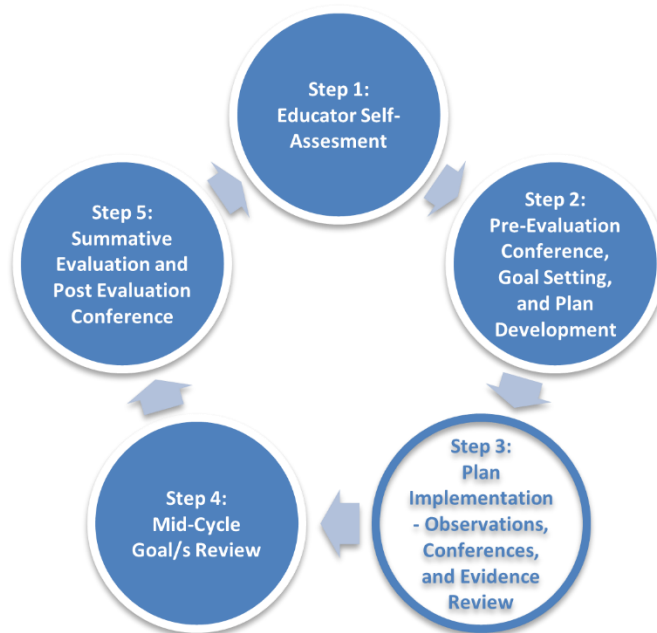 Step 1:
Educator Self-
Assesment
Step 2:
Pre-Evaluation
Conference,
Goal Setting,
and Plan
Development
Step 3:
Plan
Implementation
- Observations,
Conferences,
and Evidence
Review
Step 4:
Mid-Cycle
Goal/s Review
Step 5:
Summative
Evaluation and
Post Evaluation
Conference